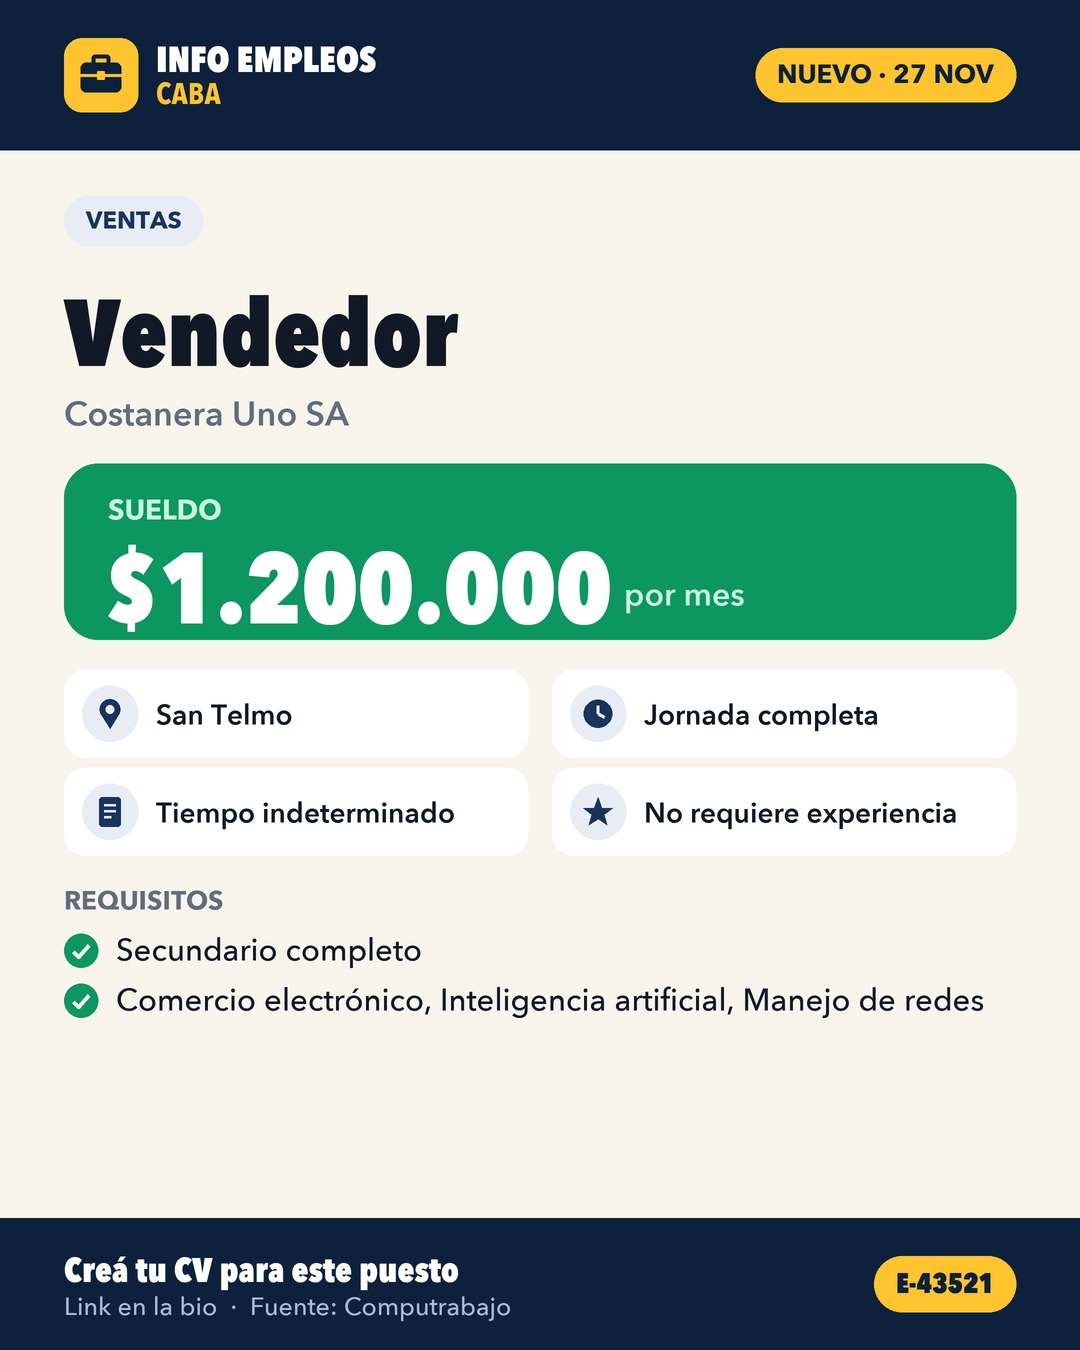 INFO EMPLEOS
CABA
NUEVO · 27 NOV
VENTAS
Vendedor
Costanera Uno SA
SUELDO
$1.200.000 por mes
San Telmo
Jornada completa
Tiempo indeterminado
No requiere experiencia
REQUISITOS
Secundario completo
Comercio electrónico, Inteligencia artificial, Manejo de redes
Creá tu CV para este puesto
Link en la bio · Fuente: Computrabajo
E-43521